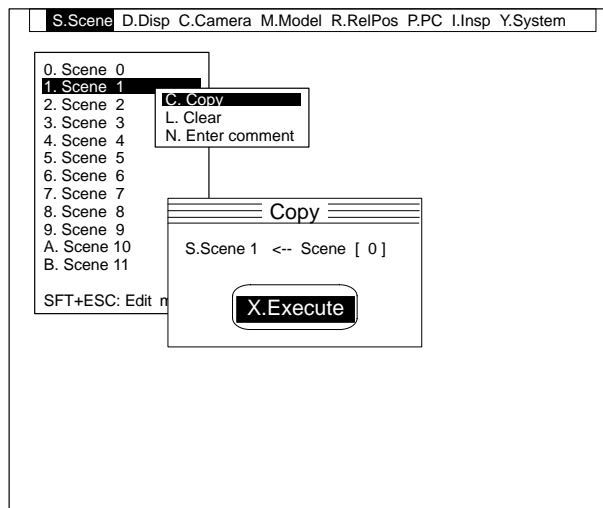 S.Scene D.Disp C.Camera M.Model R.RelPos P.PC I.Insp Y.System
0. Scene 0
1. Scene 1
2. Scene 2
3. Scene 3
4. Scene 4
5. Scene 5
6. Scene 6
7. Scene 7
8. Scene 8
9. Scene 9
A. Scene 10
B. Scene 11
SFT+ESC: Edit
C. Copy
L. Clear
N. Enter comment
Copy
S.Scene 1 <-- Scene [ 0 ]
X.Execute